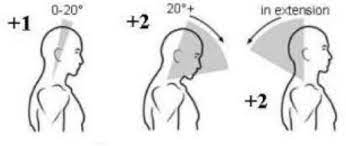 +1 0-20°
+2 20°+
in extension
+2